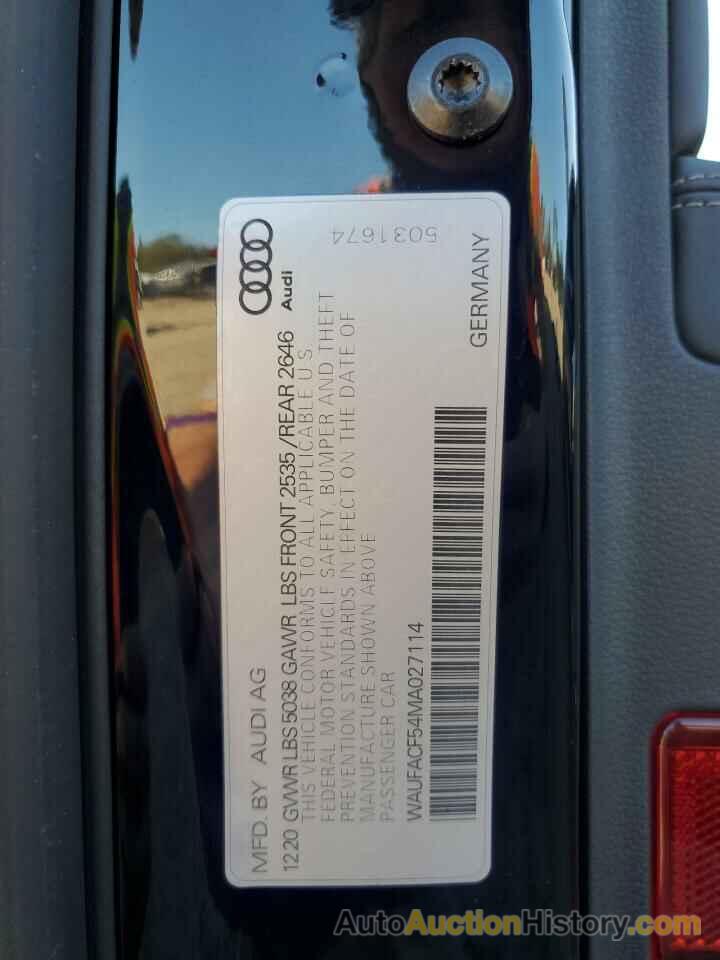 MFD. BY AUDI AG
1220 GVWR LBS 5038 GAWR LBS FRONT 2535 /REAR 2646
THIS VEHICLE CONFORMS TO ALL APPLICABLE U S.
FEDERAL MOTOR VEHICLE SAFETY, BUMPER AND THEFT
PREVENTION STANDARDS IN EFFECT ON THE DATE OF
MANUFACTURE SHOWN ABOVE
PASSENGER CAR
WAUFACF54MA027114
Audi
5031674
GERMANY
AutoAuctionHistory.com